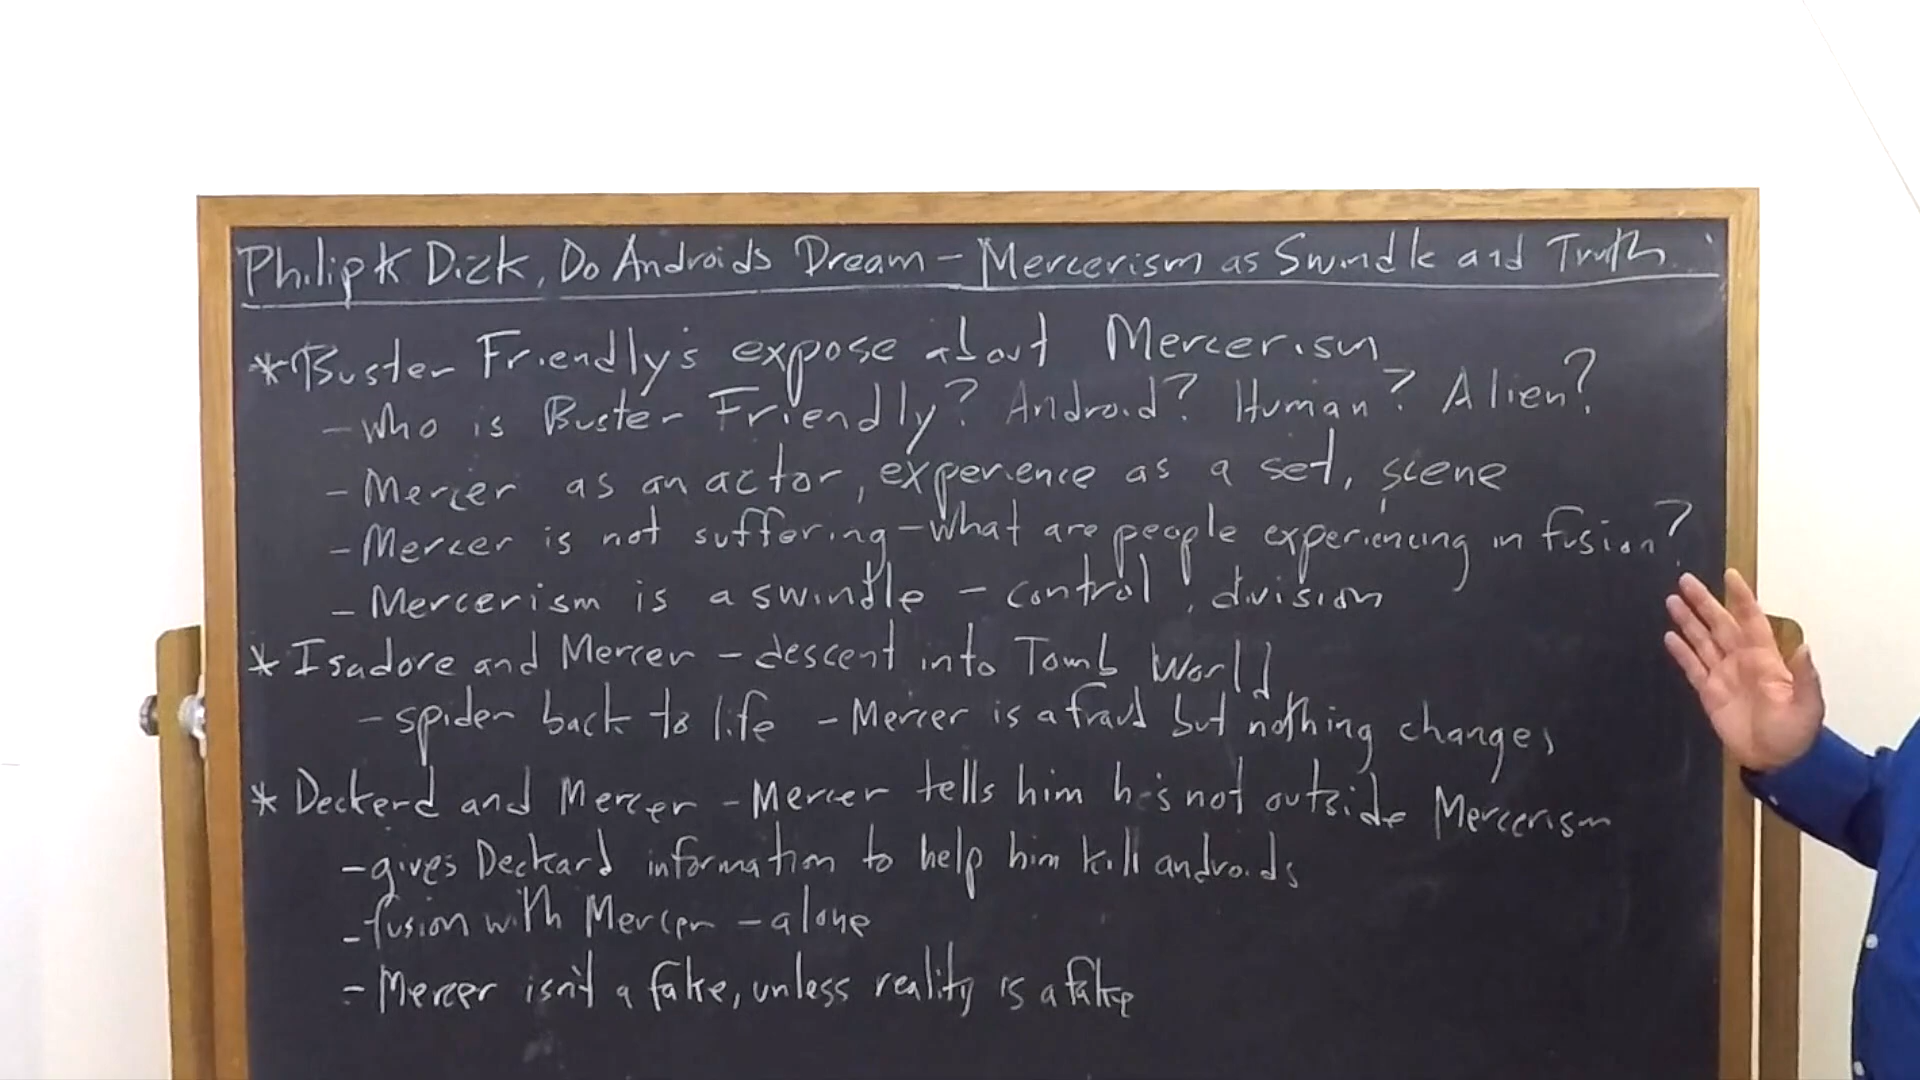 Philip K Dick, Do Androids Dream - Mercerism as Swindle and Truth
* Buster Friendly's expose about Mercerism
- Who is Buster Friendly? Android? Human? Alien?
- Mercer as an actor, experience as a set, scene
- Mercer is not suffering - what are people experiencing in fusion?
- Mercerism is a swindle - control, division
* Isadore and Mercer - descent into Tomb World
- spider back to life - Mercer is a fraud but nothing changes
* Deckerd and Mercer - Mercer tells him he's not outside Mercerism
- gives Deckard information to help him kill androids
- fusion with Mercer - alone
- Mercer isn't a fake, unless reality is a fake